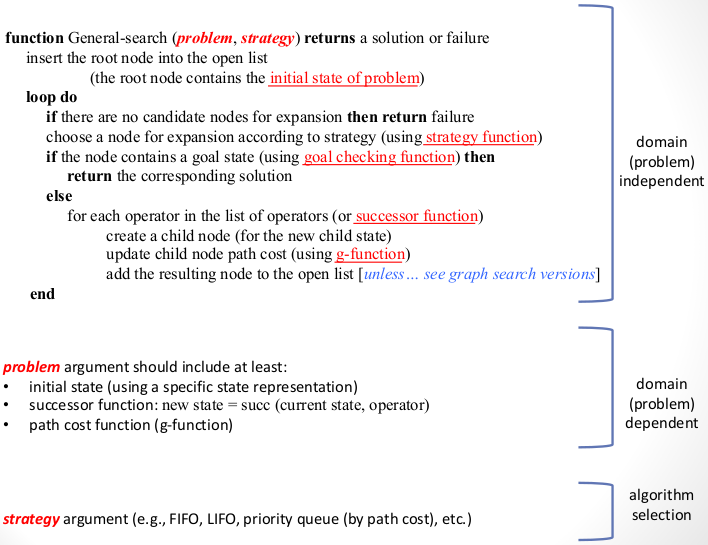 function General-search (problem, strategy) returns a solution or failure
insert the root node into the open list
(the root node contains the initial state of problem)
loop do
if there are no candidate nodes for expansion then return failure
choose a node for expansion according to strategy (using strategy function)
if the node contains a goal state (using goal checking function) then
return the corresponding solution
else
for each operator in the list of operators (or successor function)
create a child node (for the new child state)
update child node path cost (using g-function)
add the resulting node to the open list [unless… see graph search versions]
end
domain
(problem)
independent
problem argument should include at least:
• initial state (using a specific state representation)
• successor function: new state = succ (current state, operator)
• path cost function (g-function)
domain
(problem)
dependent
strategy argument (e.g., FIFO, LIFO, priority queue (by path cost), etc.)
algorithm
selection